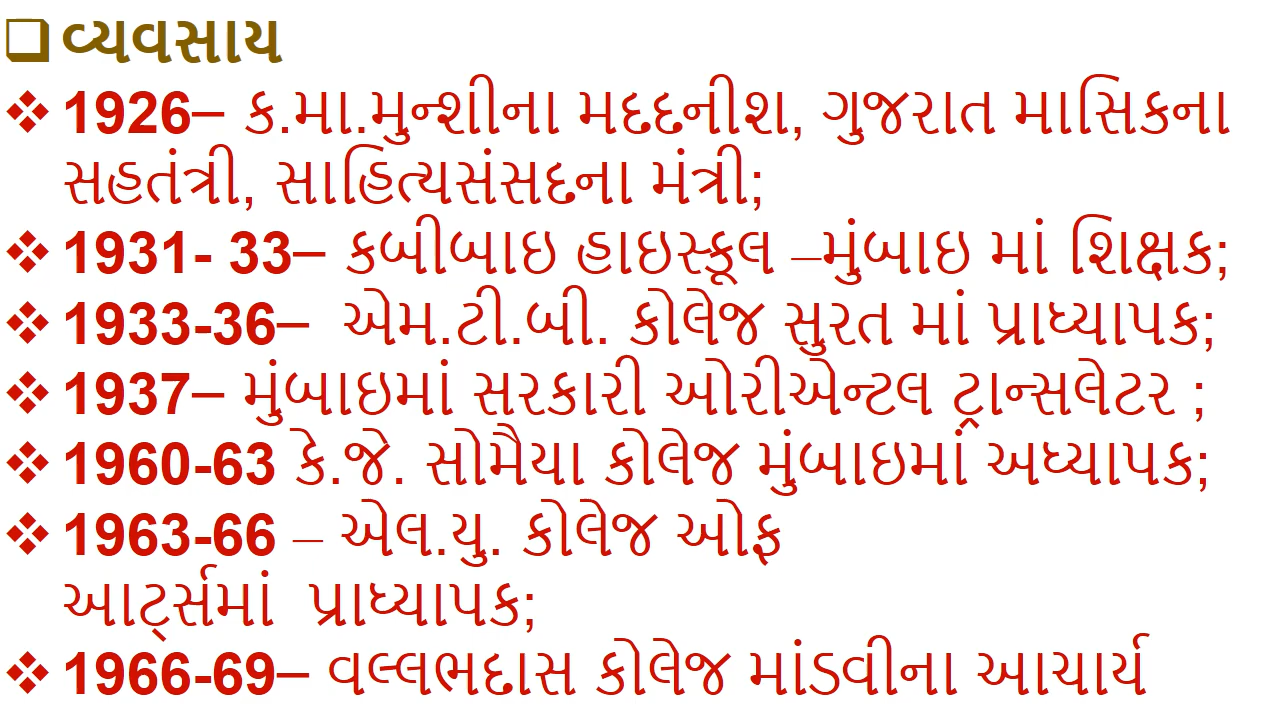 ❑ વ્યવસાય
❖ 1926– ક.મા.મુન્શીના મદદનીશ, ગુજરાત માસિકના
સહતંત્રી, સાહિત્યસંસદના મંત્રી;
❖ 1931- 33– કબીબાઇ હાઇસ્કૂલ –મુંબાઇ માં શિક્ષક;
❖ 1933-36– એમ.ટી.બી. કોલેજ સુરત માં પ્રાધ્યાપક;
❖ 1937– મુંબાઇમાં સરકારી ઓરીએન્ટલ ટ્રાન્સલેટર ;
❖ 1960-63 કે.જે. સોમૈયા કોલેજ મુંબાઇમાં અધ્યાપક;
❖ 1963-66 – એલ.યુ. કોલેજ ઓફ
આર્ટ્સમાં પ્રાધ્યાપક;
❖ 1966-69– વલ્લભદાસ કોલેજ માંડવીના આચાર્ય